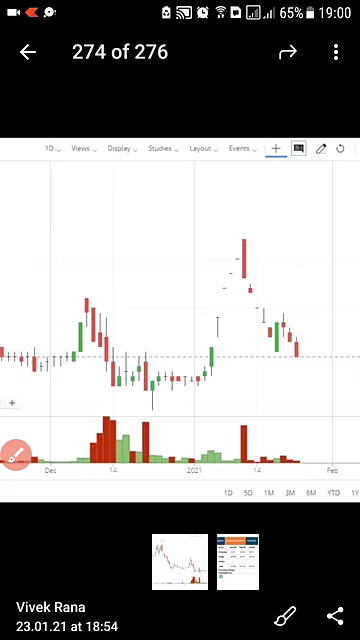 65% 19:00
274 of 276
1D Views Display Studies Layout Events
Dec 14 2021 14 Feb
1D 5D 1M 3M 6M YTD 1Y
Vivek Rana
23.01.21 at 18:54